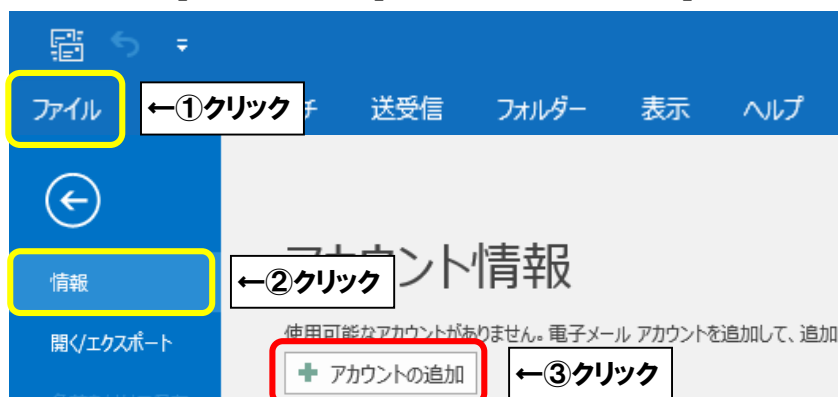 ファイル ←①クリック 送受信 フォルダー 表示 ヘルプ
情報 ←②クリック ウント情報
使用可能なアカウントがありません。電子メール アカウントを追加して、追加
開く/エクスポート
アカウントの追加 ←③クリック